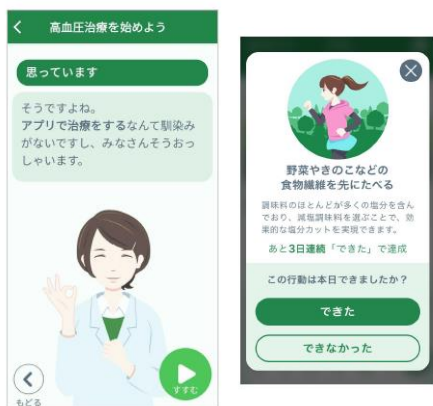 高血圧治療を始めよう
思っています
そうですよね。
アプリで治療をするなんて馴染み
がないですし、みなさんそうおっ
しゃいます。
もどる
すすむ
野菜やきのこなどの
食物繊維を先にたべる
調味料のほとんどが多くの塩分を含ん
でおり、減塩調味料を選ぶことで、効
果的な塩分カットを実現できます。
あと3日連続「できた」で達成
この行動は本日できましたか？
できた
できなかった